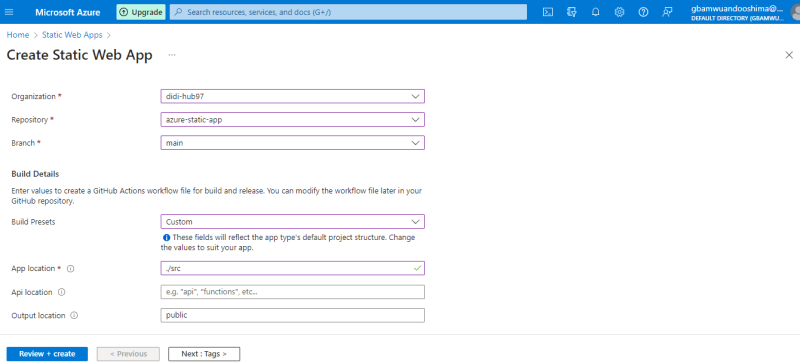 Microsoft Azure
Upgrade
Search resources, services, and docs (G+/)
gbamwuandooshima@...
DEFAULT DIRECTORY (GBAMWU...
Home > Static Web Apps >
Create Static Web App ...
Organization *
didi-hub97
Repository *
azure-static-app
Branch *
main
Build Details
Enter values to create a GitHub Actions workflow file for build and release. You can modify the workflow file later in your
GitHub repository.
Build Presets
Custom
These fields will reflect the app type's default project structure. Change
the values to suit your app.
App location *
./src
Api location
e.g. "api", "functions", etc...
Output location
public
Review + create
< Previous
Next : Tags >